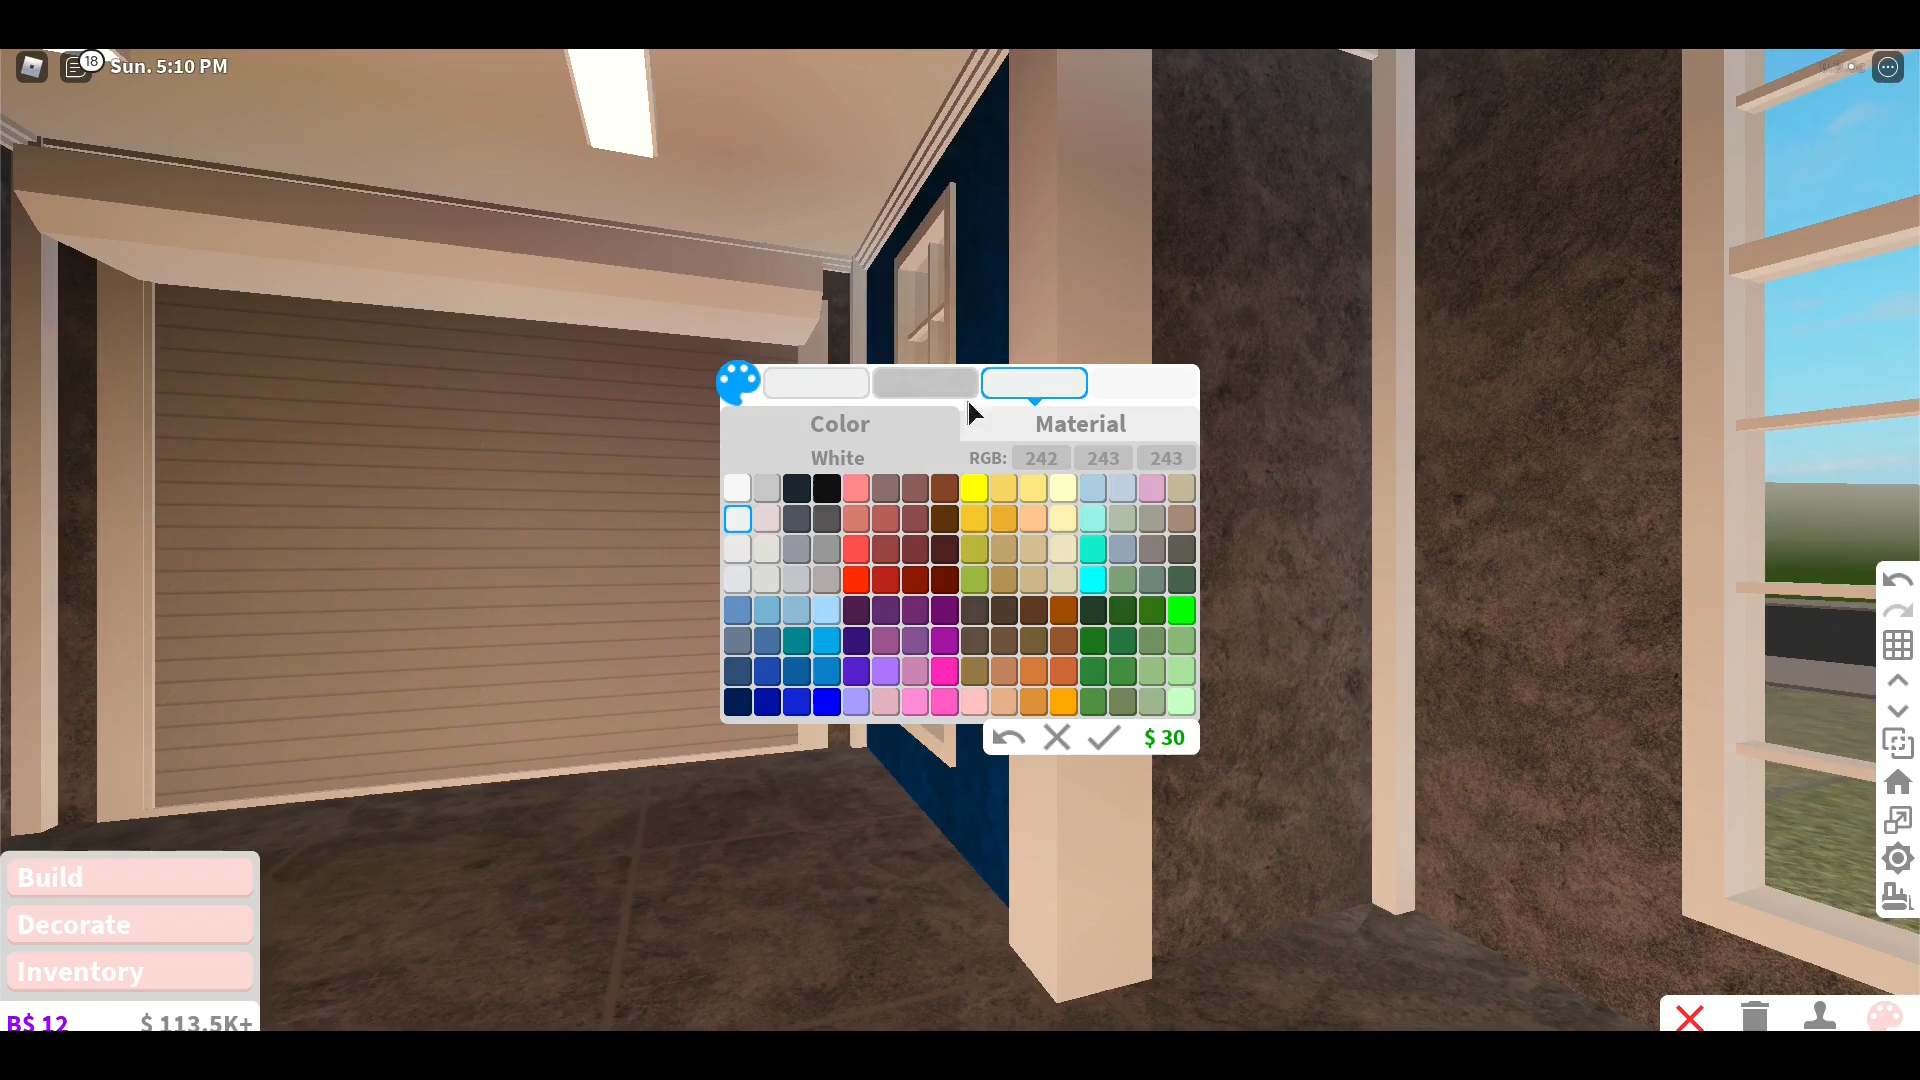 18
Sun. 5:10 PM
Color
Material
White
RGB: 242 243 243
$ 30
Build
Decorate
Inventory
B$ 12
$ 113.5K+